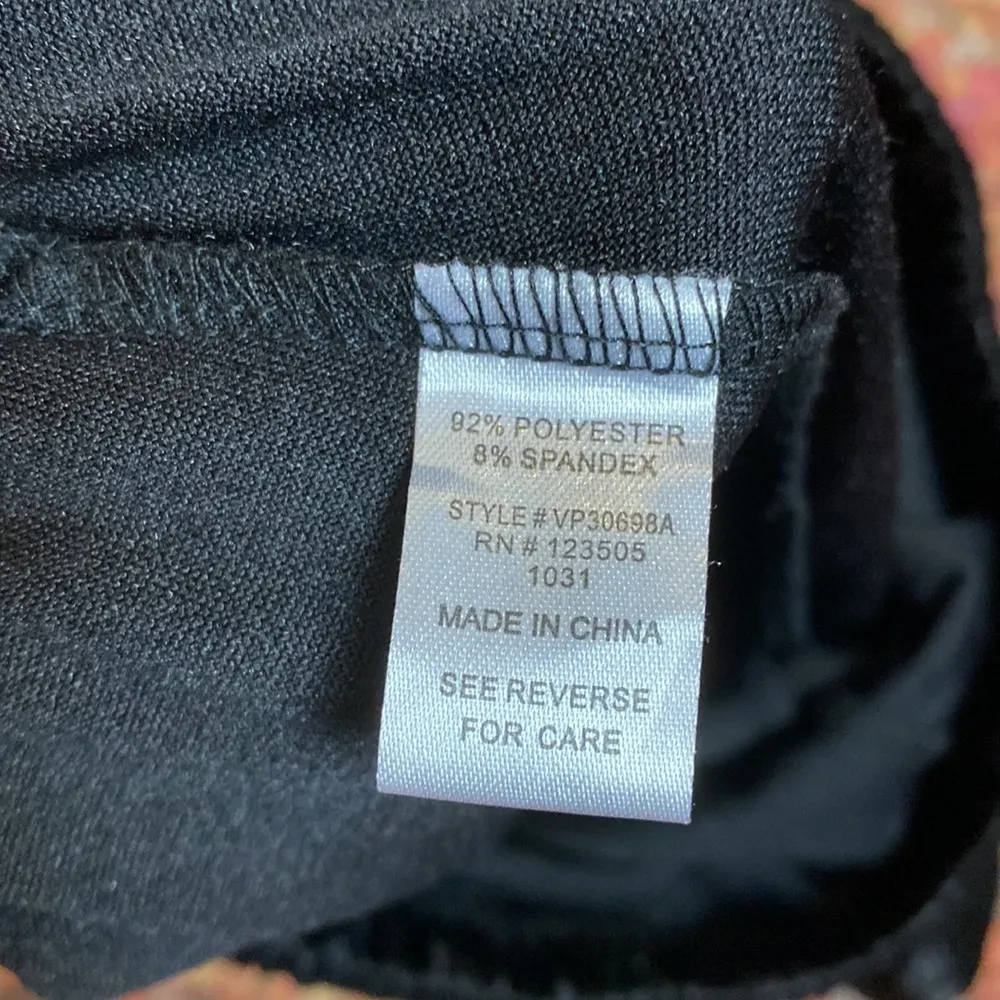 92% POLYESTER
8% SPANDEX
STYLE # VP30698A
RN # 123505
1031
MADE IN CHINA
SEE REVERSE
FOR CARE